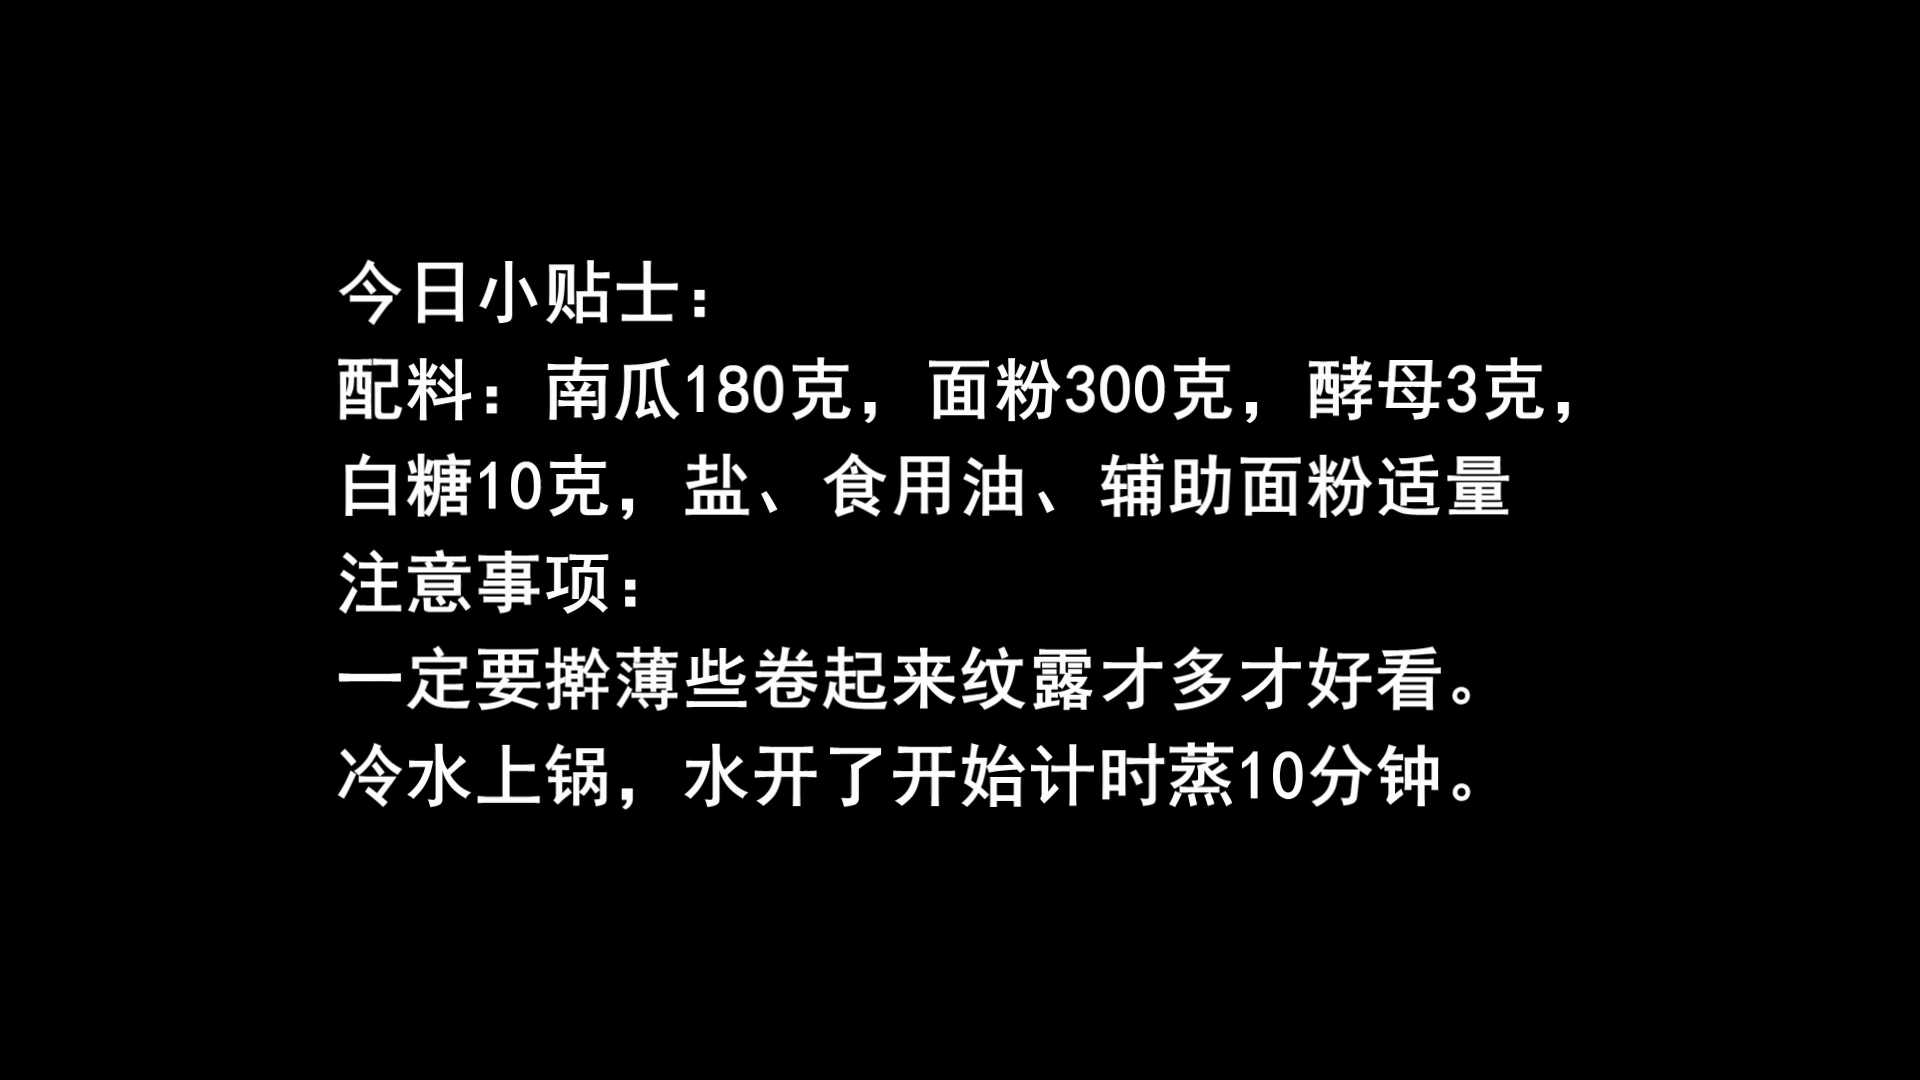 今日小贴士：
配料：南瓜180克，面粉300克，酵母3克，
白糖10克，盐、食用油、辅助面粉适量
注意事项：
一定要擀薄些卷起来纹露才多才好看。
冷水上锅，水开了开始计时蒸10分钟。